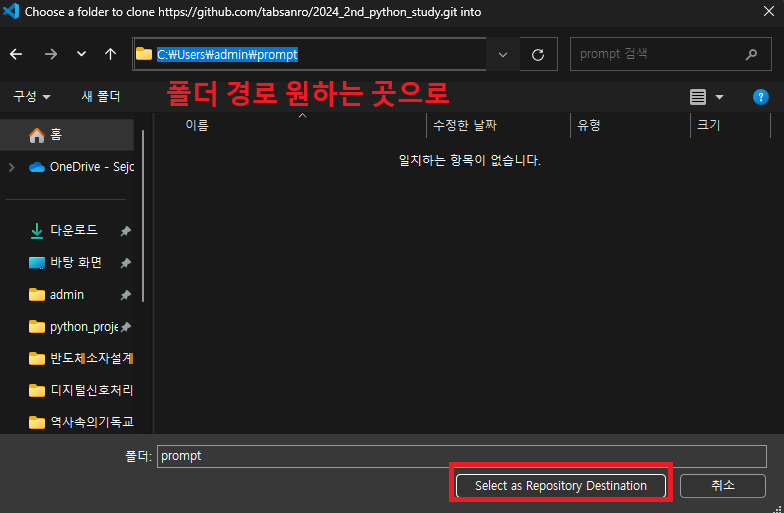 Choose a folder to clone https://github.com/tabsanro/2024_2nd_python_study.git into
C:₩Users₩admin₩prompt
prompt 검색
구성
새 폴더
폴더 경로 원하는 곳으로
이름
수정한 날짜
유형
크기
일치하는 항목이 없습니다.
홈
OneDrive - Sejo
다운로드
바탕 화면
admin
python_proje
반도체소자설계
디지털신호처리
역사속의기독교
폴더:
prompt
Select as Repository Destination
취소